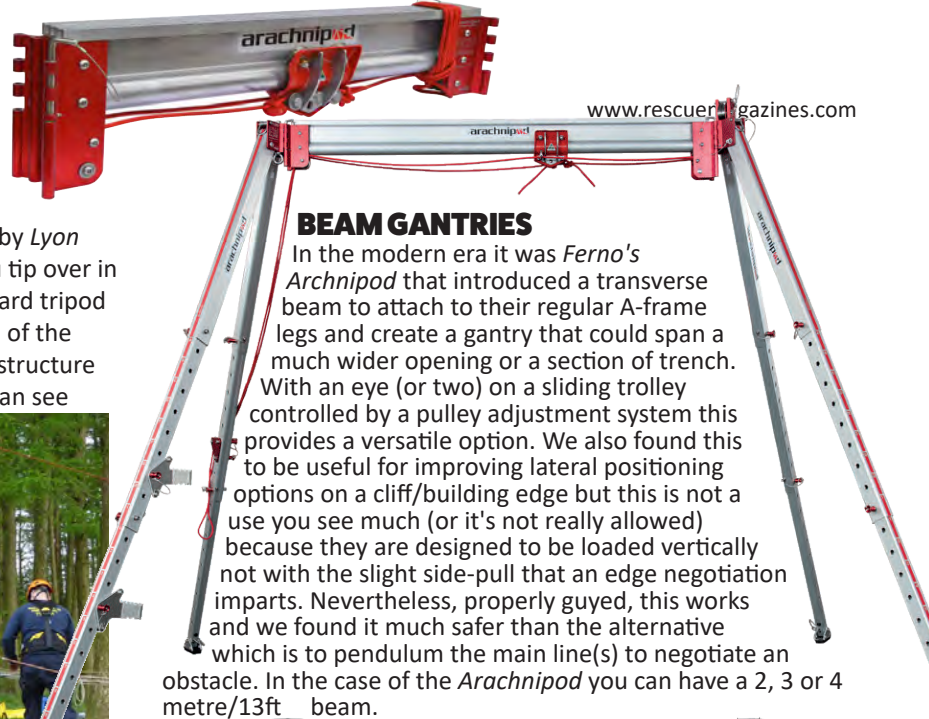 arachnipod
www.rescuemagazines.com
arachnipod
arachnipod
arachnipod
by Lyon
tip over in
ard tripod
of the
structure
an see
BEAM GANTRIES
In the modern era it was Ferno's
Archnipod that introduced a transverse
beam to attach to their regular A-frame
legs and create a gantry that could span a
much wider opening or a section of trench.
With an eye (or two) on a sliding trolley
controlled by a pulley adjustment system this
provides a versatile option. We also found this
to be useful for improving lateral positioning
options on a cliff/building edge but this is not a
use you see much (or it's not really allowed)
because they are designed to be loaded vertically
not with the slight side-pull that an edge negotiation
imparts. Nevertheless, properly guyed, this works
and we found it much safer than the alternative
which is to pendulum the main line(s) to negotiate an
obstacle. In the case of the Arachnipod you can have a 2, 3 or 4
metre/13ft beam.